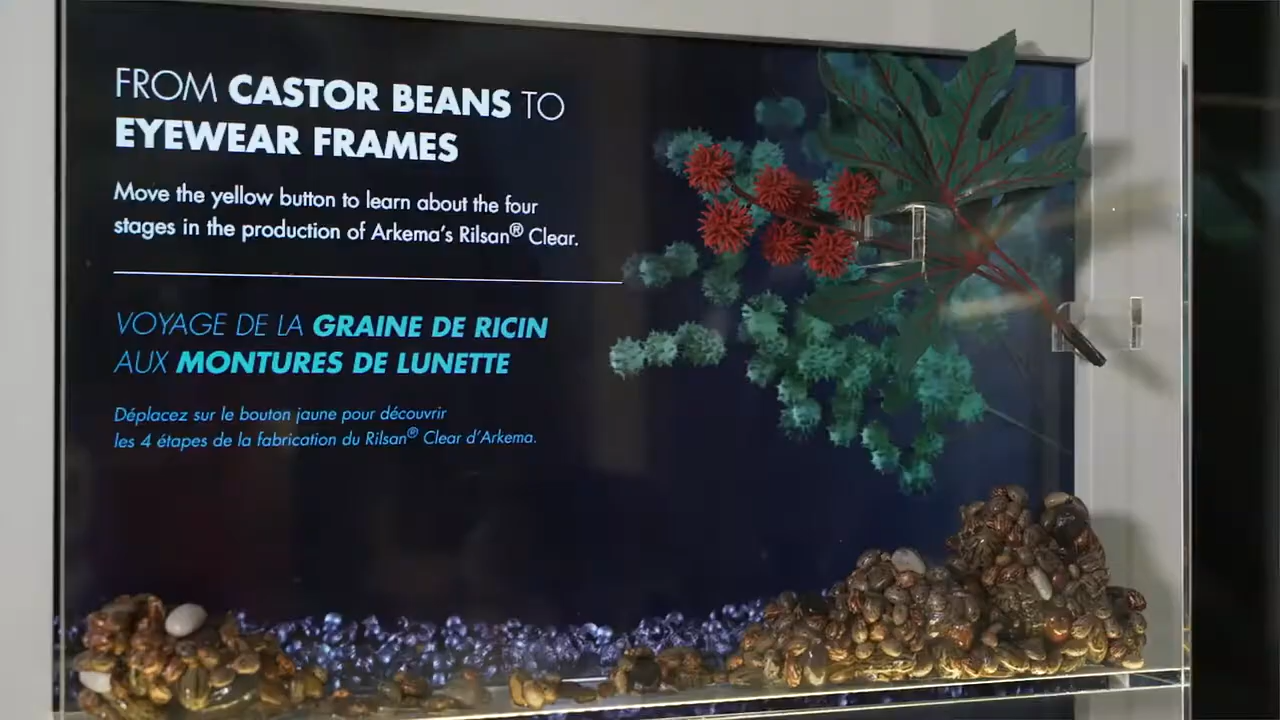 FROM CASTOR BEANS TO
EYEWEAR FRAMES
Move the yellow button to learn about the four
stages in the production of Arkema's Rilsan® Clear.
VOYAGE DE LA GRAINE DE RICIN
AUX MONTURES DE LUNETTE
Déplacez sur le bouton jaune pour découvrir
les 4 étapes de la fabrication du Rilsan® Clear d'Arkema.